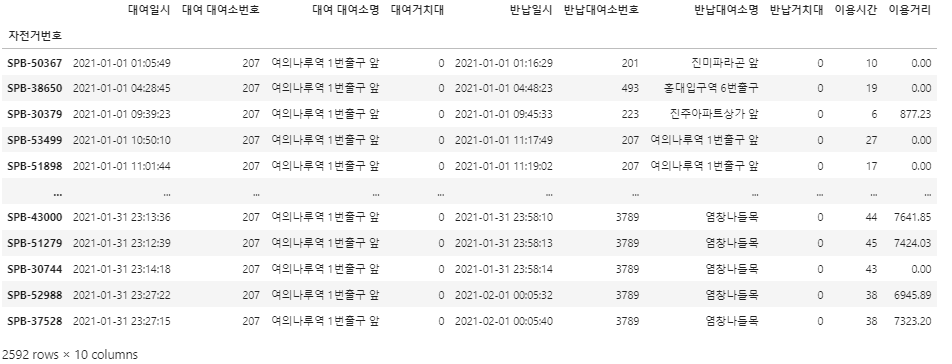 대여일시 대여 대여소번호 대여 대여소명 대여거치대 반납일시 반납대여소번호 반납대여소명 반납거치대 이용시간 이용거리
자전거번호
SPB-50367 2021-01-01 01:05:49 207 여의나루역 1번출구 앞 0 2021-01-01 01:16:29 201 진미파라곤 앞 0 10 0.00
SPB-38650 2021-01-01 04:28:45 207 여의나루역 1번출구 앞 0 2021-01-01 04:48:23 493 홍대입구역 6번출구 0 19 0.00
SPB-30379 2021-01-01 09:39:23 207 여의나루역 1번출구 앞 0 2021-01-01 09:45:33 223 진주아파트상가 앞 0 6 877.23
SPB-53499 2021-01-01 10:50:10 207 여의나루역 1번출구 앞 0 2021-01-01 11:17:49 207 여의나루역 1번출구 앞 0 27 0.00
SPB-51898 2021-01-01 11:01:44 207 여의나루역 1번출구 앞 0 2021-01-01 11:19:02 207 여의나루역 1번출구 앞 0 17 0.00
... ... ... ... ... ... ... ... ... ... ...
SPB-43000 2021-01-31 23:13:36 207 여의나루역 1번출구 앞 0 2021-01-31 23:58:10 3789 염창나들목 0 44 7641.85
SPB-51279 2021-01-31 23:12:39 207 여의나루역 1번출구 앞 0 2021-01-31 23:58:13 3789 염창나들목 0 45 7424.03
SPB-30744 2021-01-31 23:14:18 207 여의나루역 1번출구 앞 0 2021-01-31 23:58:14 3789 염창나들목 0 43 0.00
SPB-52988 2021-01-31 23:27:22 207 여의나루역 1번출구 앞 0 2021-02-01 00:05:32 3789 염창나들목 0 38 6945.89
SPB-37528 2021-01-31 23:27:15 207 여의나루역 1번출구 앞 0 2021-02-01 00:05:40 3789 염창나들목 0 38 7323.20
2592 rows × 10 columns